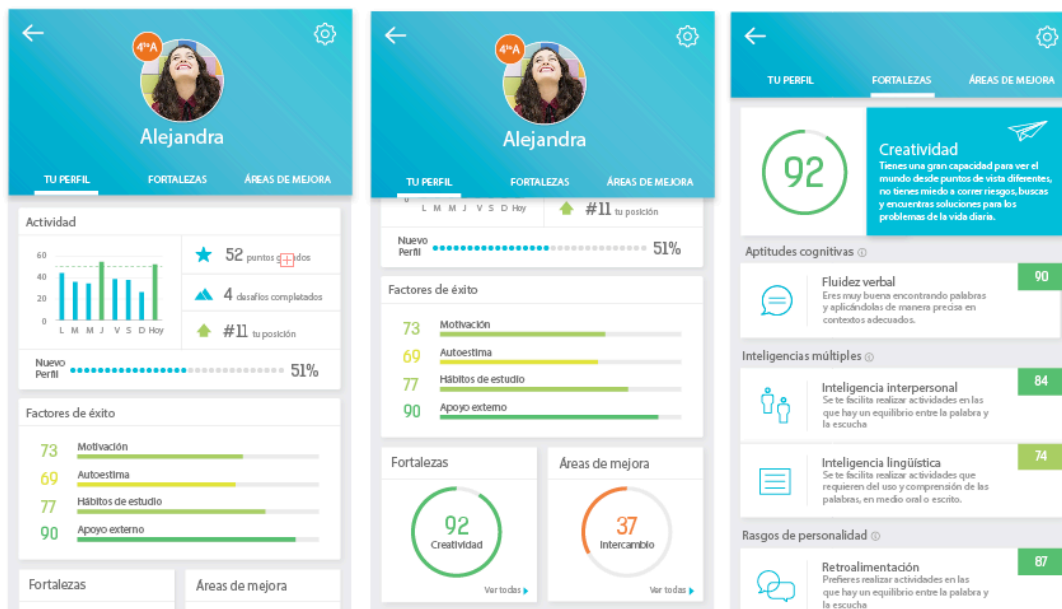 4toA
Alejandra
TU PERFIL FORTALEZAS ÁREAS DE MEJORA
Actividad
60
40
20
0
L M M J V S D Hoy
52 puntos
4 desafíos completados
#11 tu posición
Nuevo
Perfil
51%
Factores de éxito
73 Motivación
69 Autoestima
77 Hábitos de estudio
90 Apoyo externo
Fortalezas
Áreas de mejora
4toA
Alejandra
TU PERFIL FORTALEZAS ÁREAS DE MEJORA
L M M J V S D Hoy
#11 tu posición
Nuevo
Perfil
51%
Factores de éxito
73 Motivación
69 Autoestima
77 Hábitos de estudio
90 Apoyo externo
Fortalezas
92
Creatividad
Ver todas
Áreas de mejora
37
Intercambio
Ver todas
TU PERFIL FORTALEZAS ÁREAS DE MEJORA
92
Creatividad
Tienes una gran capacidad para ver el
mundo desde puntos de vista diferentes,
no tienes miedo a correr riesgos, buscas
y encuentras soluciones para los
problemas de la vida diaria.
Aptitudes cognitivas
Fluidez verbal
90
Eres muy buena encontrando palabras
y aplicándolas de manera precisa en
contextos adecuados.
Inteligencias múltiples
Inteligencia interpersonal
84
Se te facilita realizar actividades en las
que hay un equilibrio entre la palabra y
la escucha
Inteligencia lingüística
74
Se te facilita realizar actividades que
requieren del uso y comprensión de las
palabras, en medio oral o escrito.
Rasgos de personalidad
Retroalimentación
87
Prefieres realizar actividades en las
que hay un equilibrio entre la palabra y
la escucha